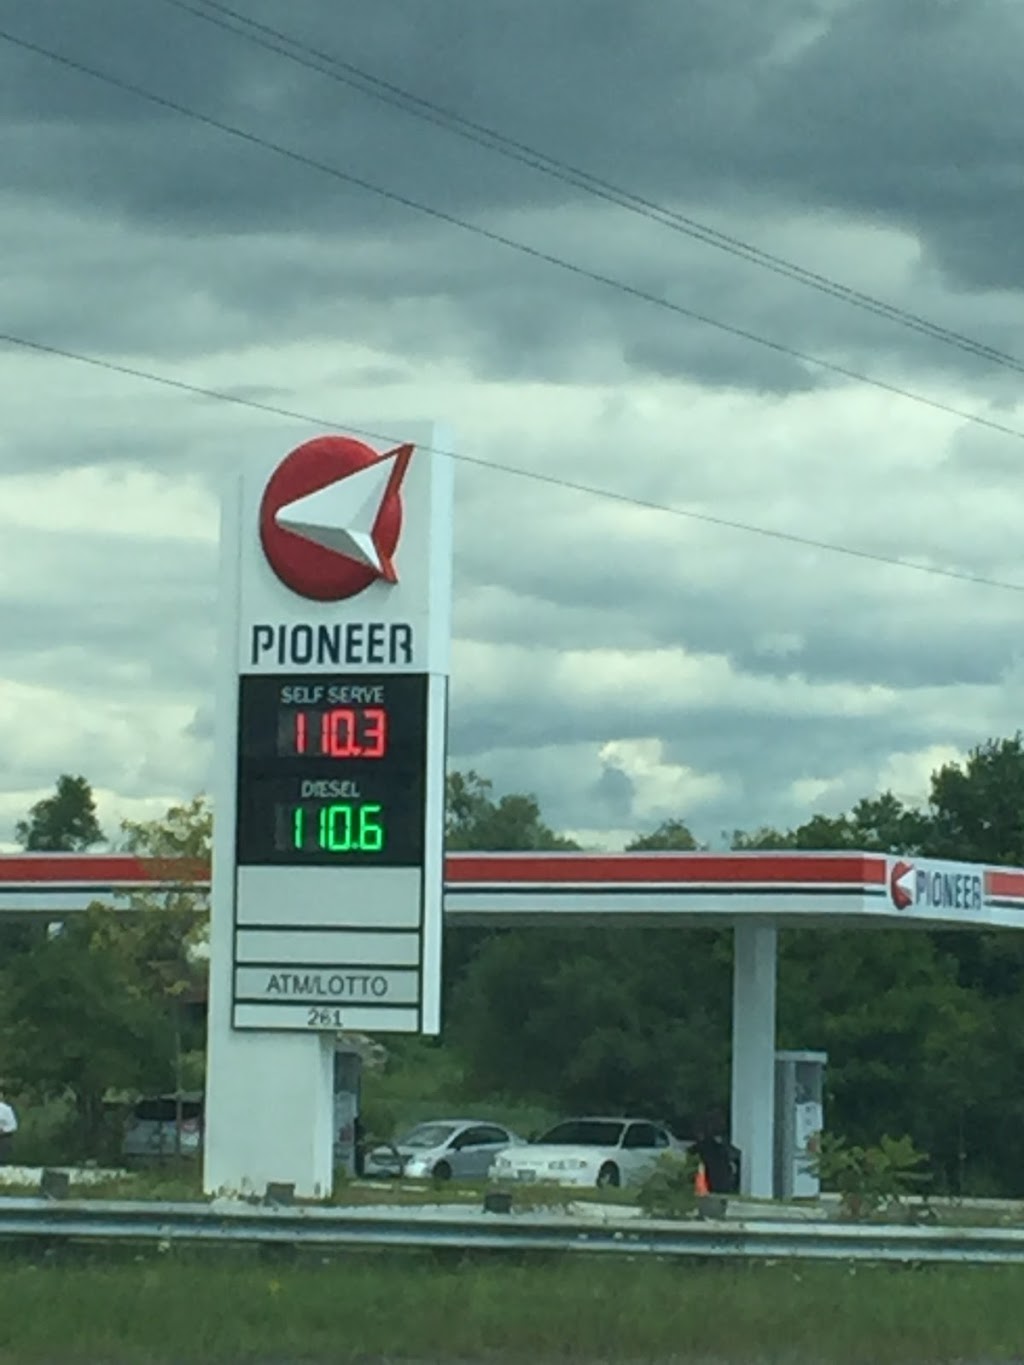 PIONEER
SELF SERVE
110.3
DIESEL
110.6
ATM/LOTTO
261
PIONEER